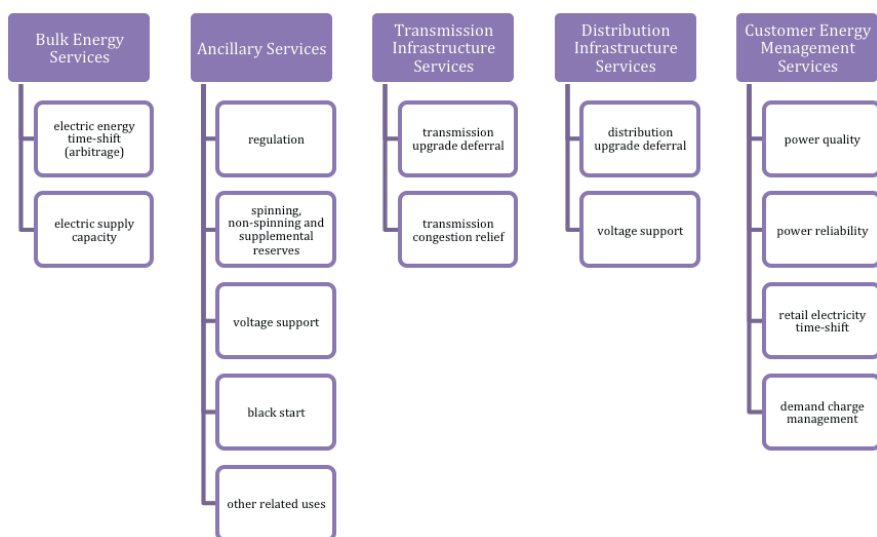 Bulk Energy
Services
electric energy
time-shift
(arbitrage)
electric supply
capacity
Ancillary Services
regulation
spinning,
non-spinning and
supplemental
reserves
voltage support
black start
other related uses
Transmission
Infrastructure
Services
transmission
upgrade deferral
transmission
congestion relief
Distribution
Infrastructure
Services
distribution
upgrade deferral
voltage support
Customer Energy
Menagement
Services
power quality
power reliability
retail electricity
time-shift
demand charge
management